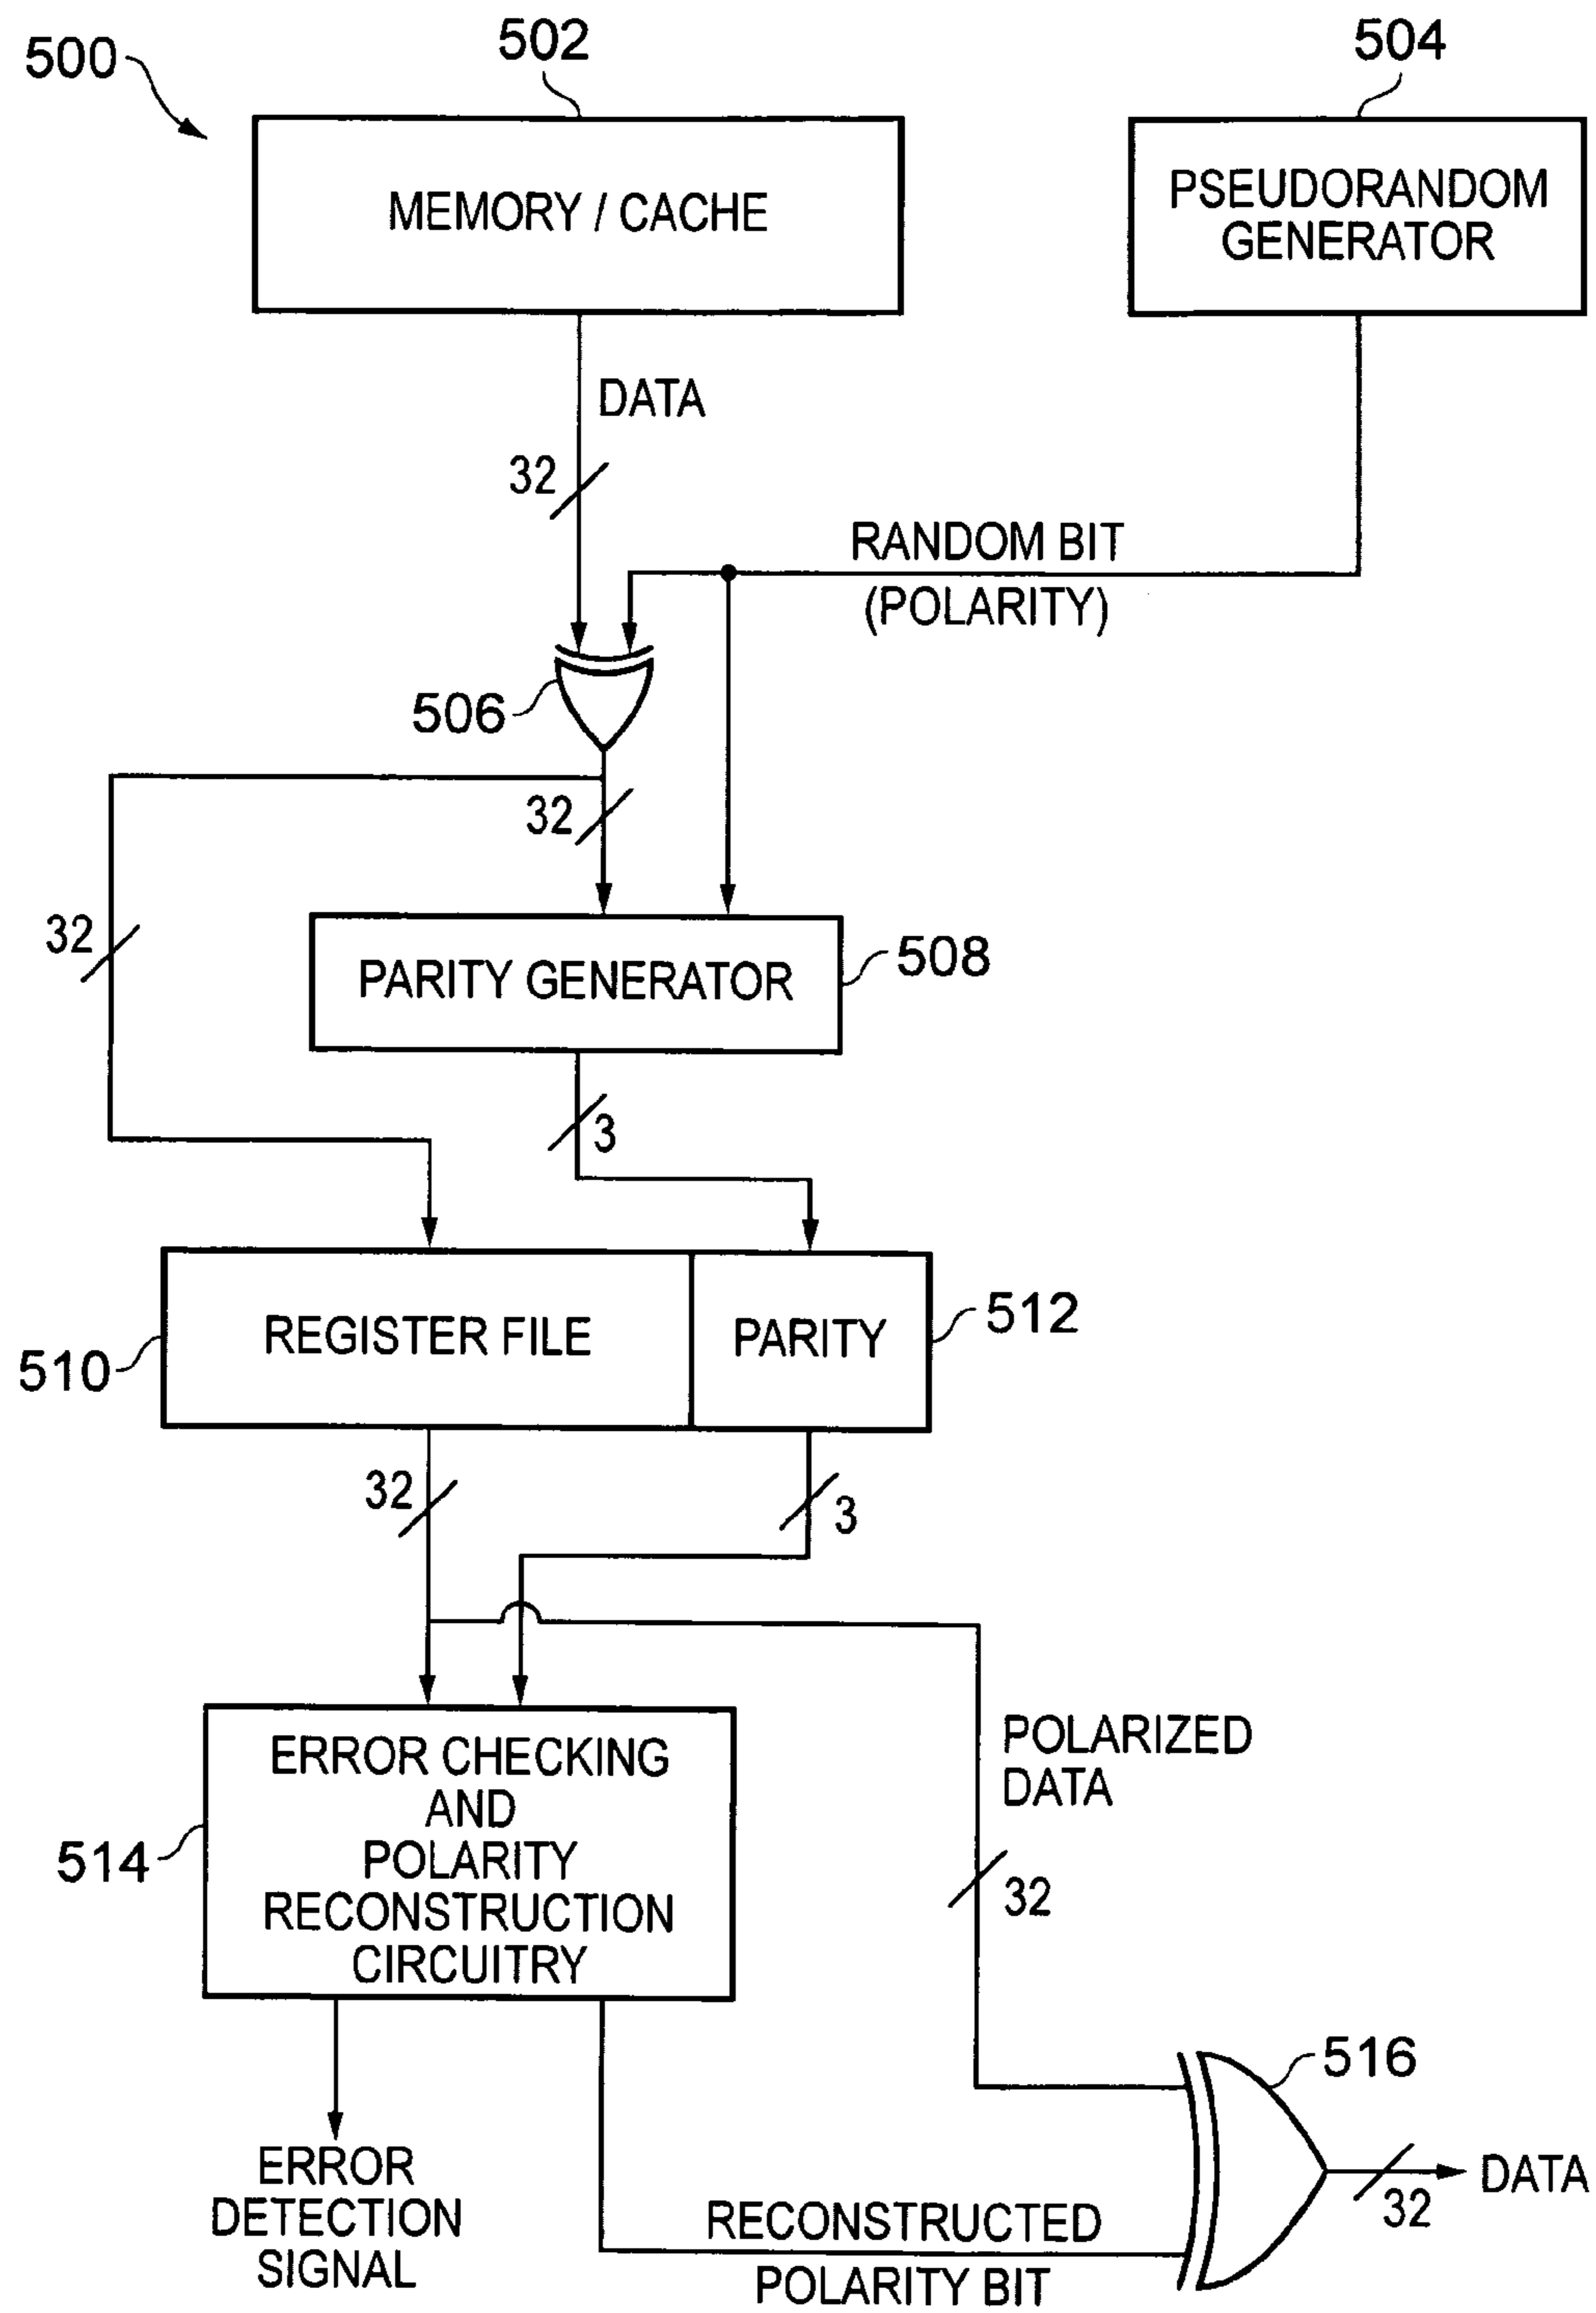 500
502
504
MEMORY / CACHE
PSEUDORANDOM
GENERATOR
DATA
32
RANDOM BIT
(POLARITY)
506
32
32
PARITY GENERATOR
508
3
REGISTER FILE
PARITY
510
512
32
3
ERROR CHECKING
AND
POLARITY
RECONSTRUCTION
CIRCUITRY
514
POLARIZED
DATA
32
516
ERROR
DETECTION
SIGNAL
RECONSTRUCTED
POLARITY BIT
32
DATA